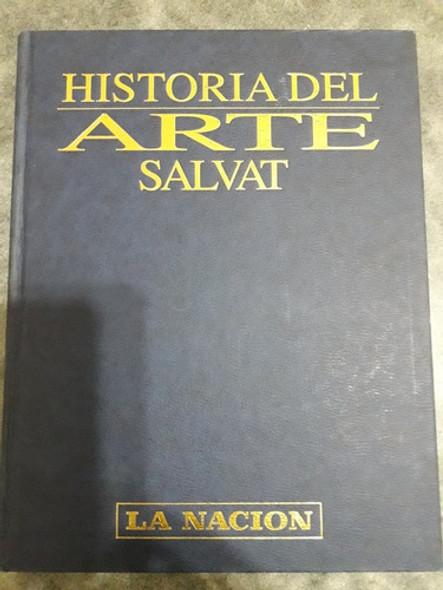 HISTORIA DEL
ARTE
SALVAT
LA NACION